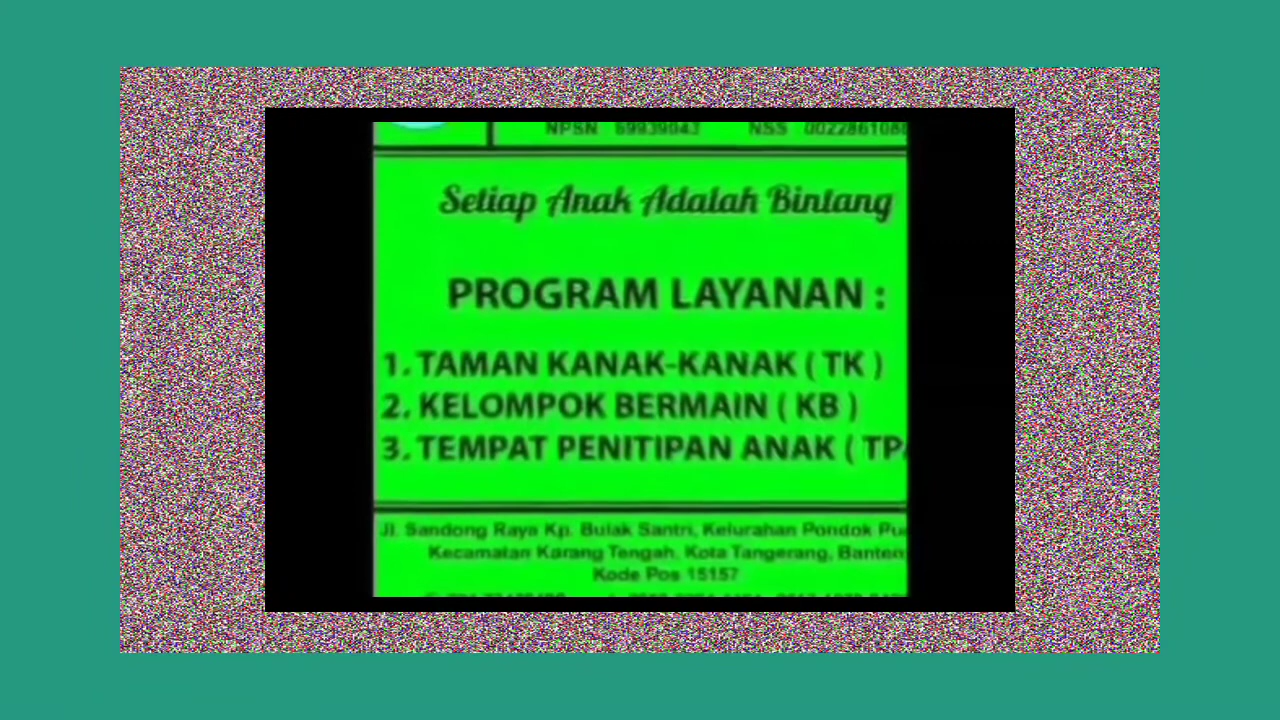 NPSN 69939043 NSS
Setiap Anak Adalah Bintang
PROGRAM LAYANAN :
1. TAMAN KANAK-KANAK ( TK )
2. KELOMPOK BERMAIN ( KB )
3. TEMPAT PENITIPAN ANAK
Jl. Sandong Raya Kp. Bulak Santri, Kelurahan Pondok
Kecamatan Karang Tengah, Kota Tangerang, Banten
Kode Pos 15157